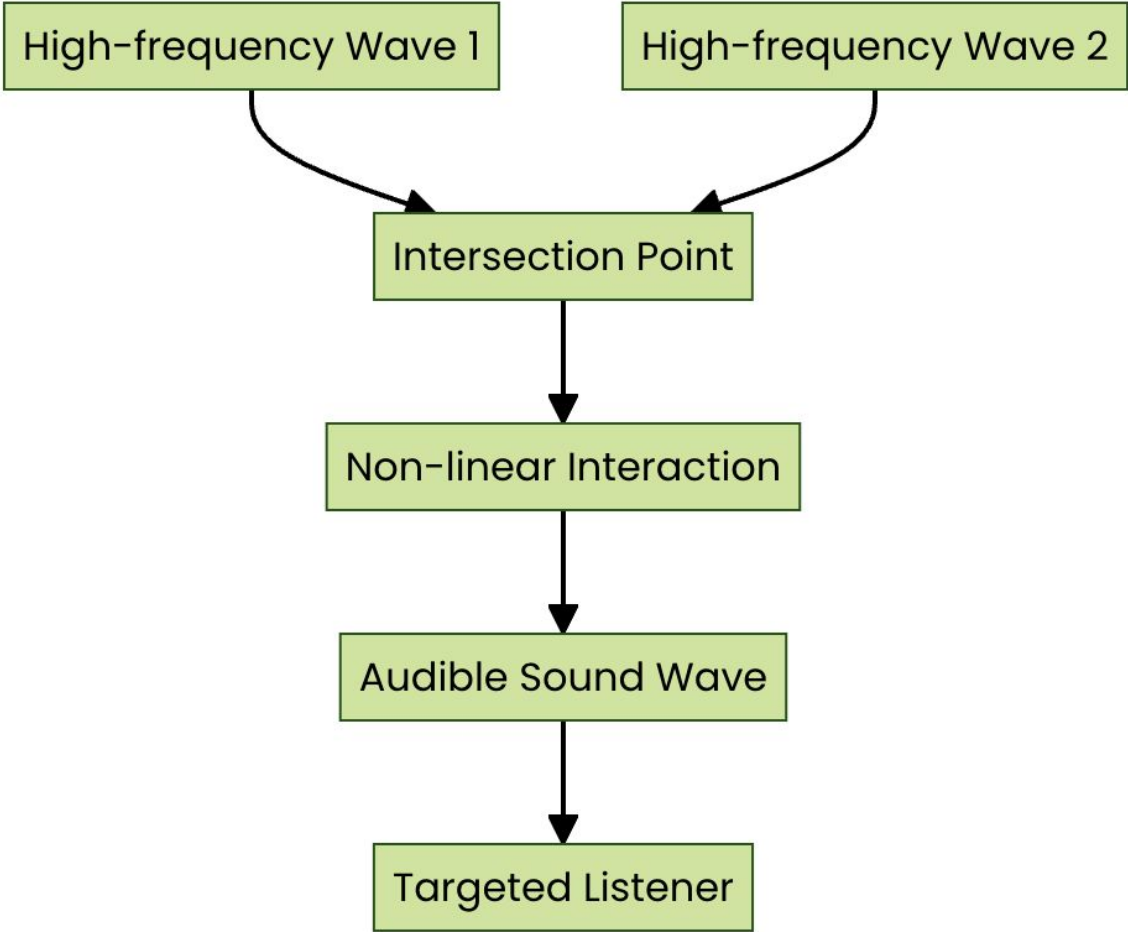 High-frequency Wave 1
High-frequency Wave 2
Intersection Point
Non-linear Interaction
Audible Sound Wave
Targeted Listener